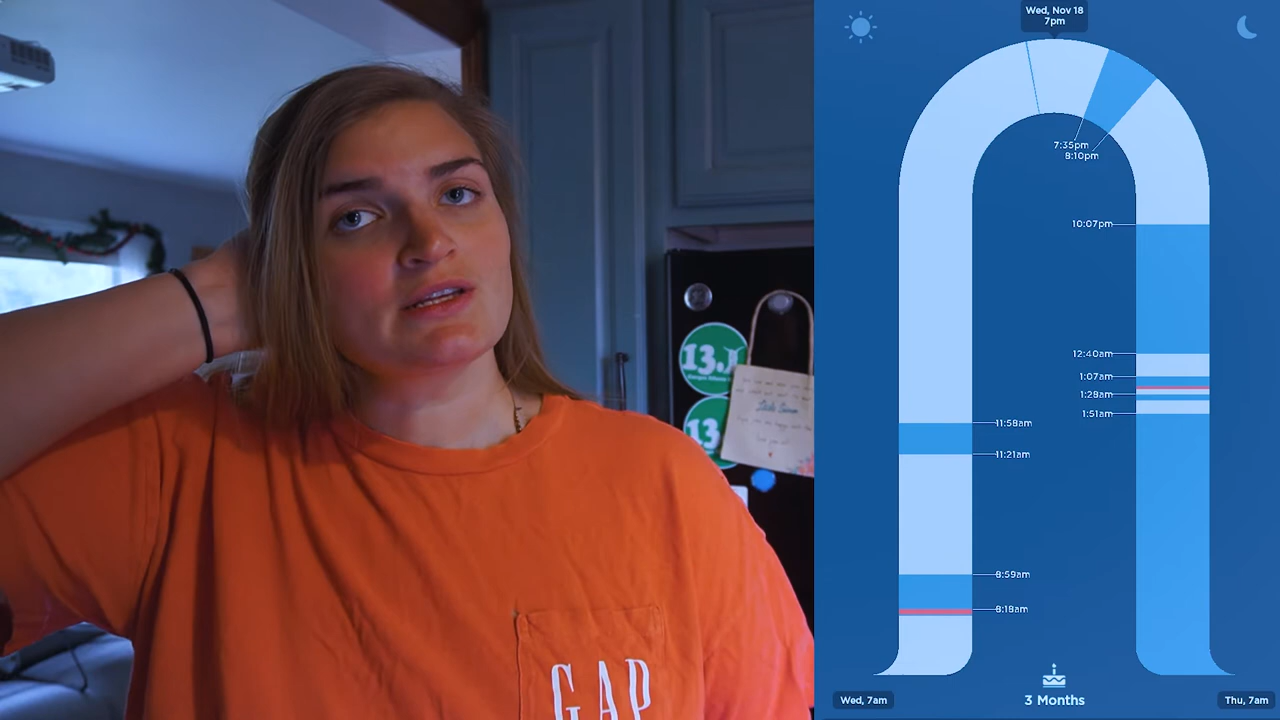 GAP
13.1
13
Wed, Nov 18
7pm
7:35pm
8:10pm
10:07pm
12:40am
1:07am
1:28am
1:51am
11:58am
11:21am
8:59am
8:18am
3 Months
Wed, 7am
Thu, 7am